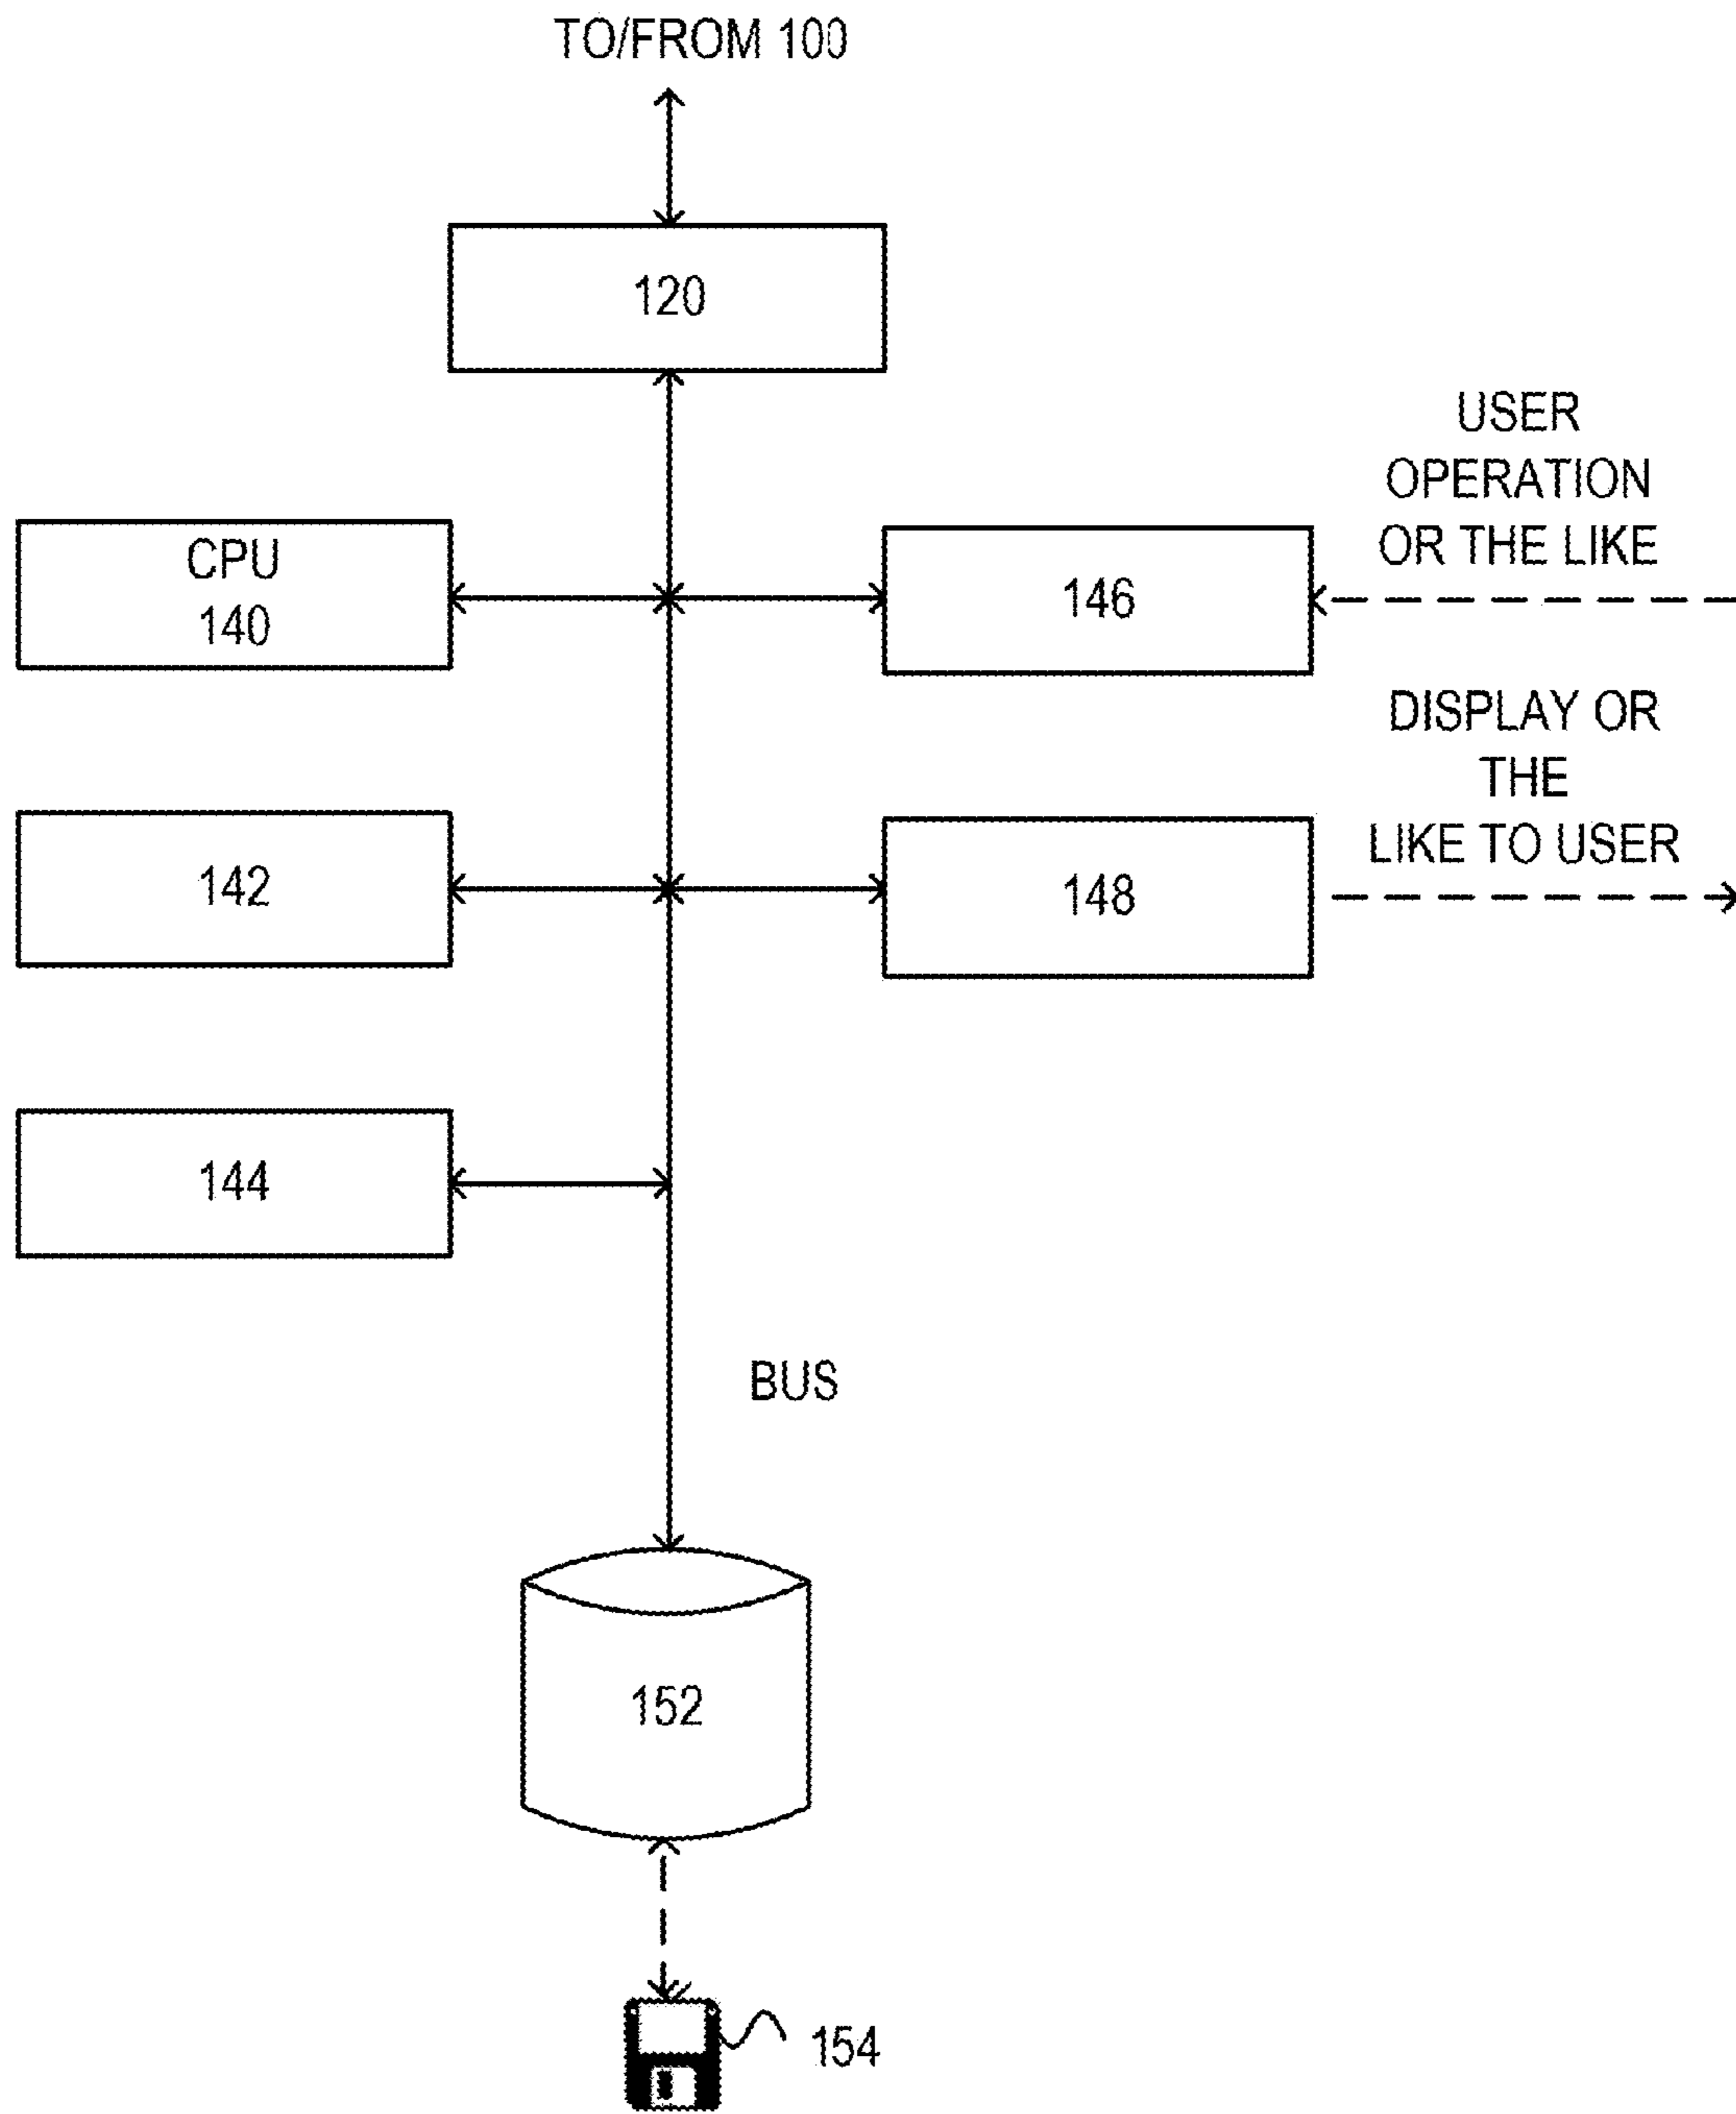 TO/FROM 100
120
USER
OPERATION
OR THE LIKE
CPU
140
146
DISPLAY OR
THE
LIKE TO USER
142
148
144
BUS
152
154